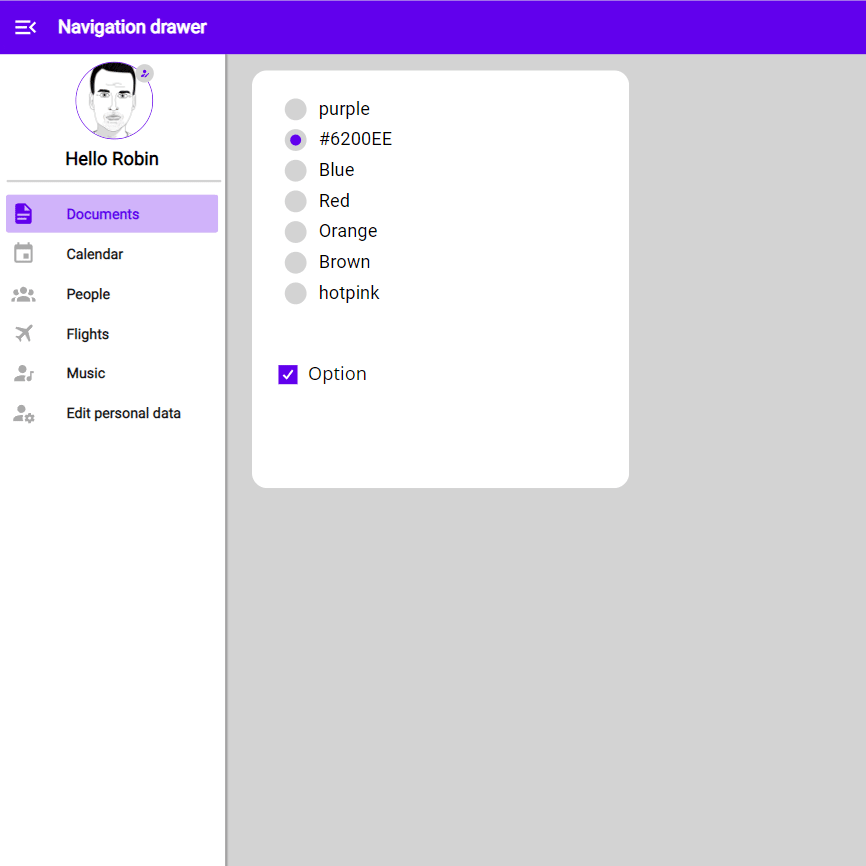 Navigation drawer
Hello Robin
Documents
Calendar
People
Flights
Music
Edit personal data
purple
#6200EE
Blue
Red
Orange
Brown
hotpink
Option